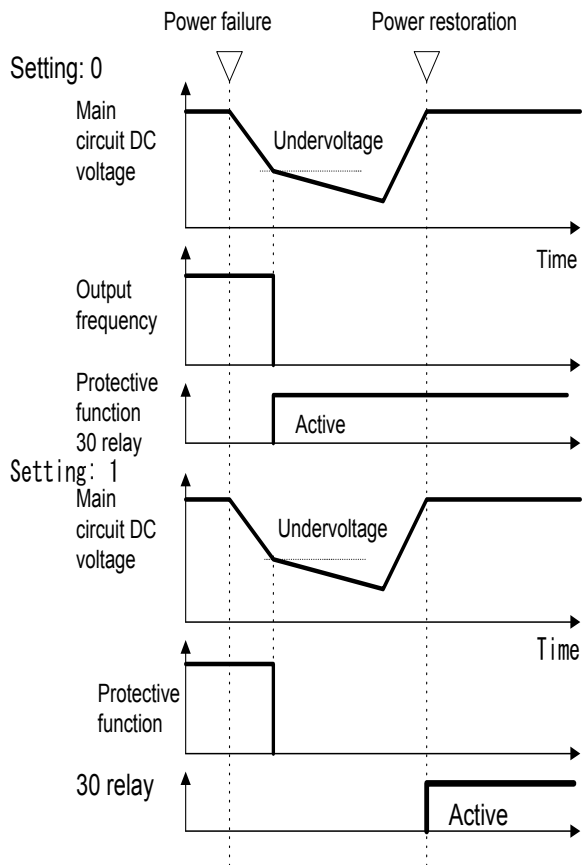 Power failure
Power restoration
Setting: 0
Main
circuit DC
voltage
Undervoltage
Time
Output
frequency
Protective
function
30 relay
Active
Setting: 1
Main
circuit DC
voltage
Undervoltage
Time
Protective
function
30 relay
Active